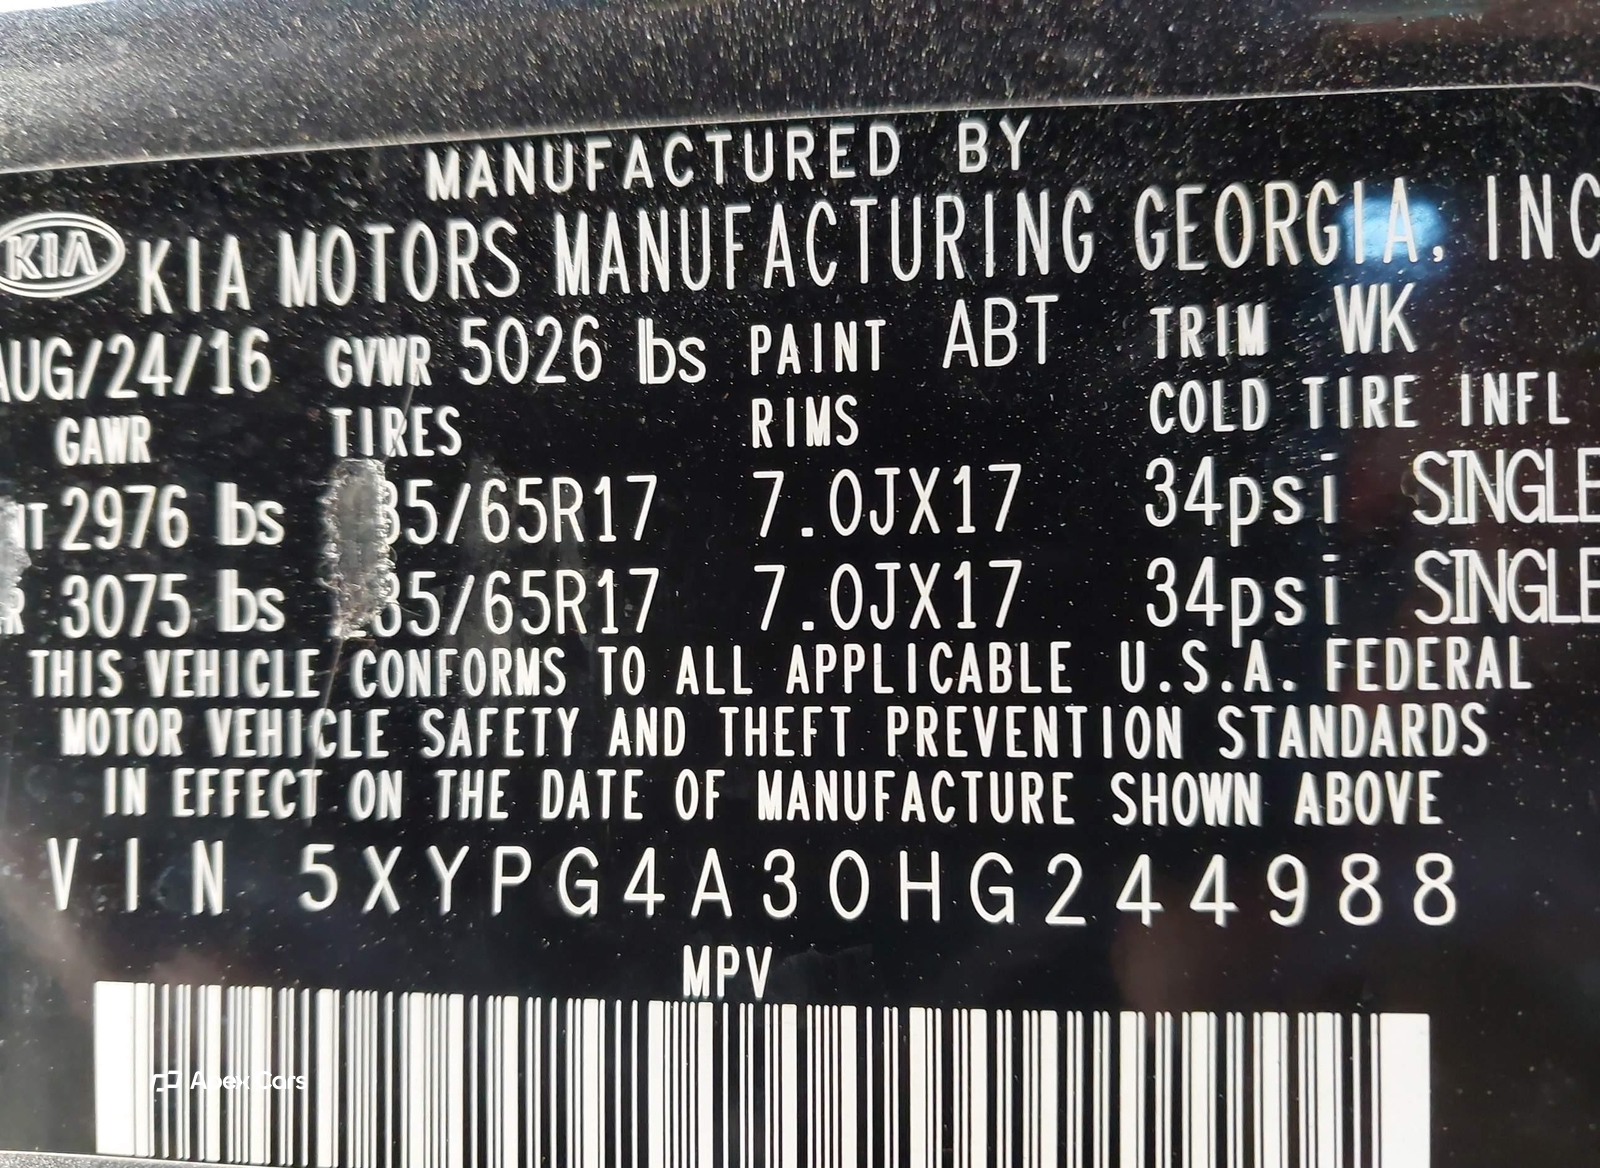 MANUFACTURED BY
KIA KIA MOTORS MANUFACTURING GEORGIA, INC
AUG/24/16 GVWR 5026 lbs PAINT ABT TRIM WK
GAWR TIRES RIMS COLD TIRE INFL
2976 lbs 35/65R17 7.0JX17 34psi SINGLE
3075 lbs 35/65R17 7.0JX17 34psi SINGLE
THIS VEHICLE CONFORMS TO ALL APPLICABLE U.S.A. FEDERAL
MOTOR VEHICLE SAFETY AND THEFT PREVENTION STANDARDS
IN EFFECT ON THE DATE OF MANUFACTURE SHOWN ABOVE
VIN 5XYPG4A30HG244988
MPV
Apex Cars